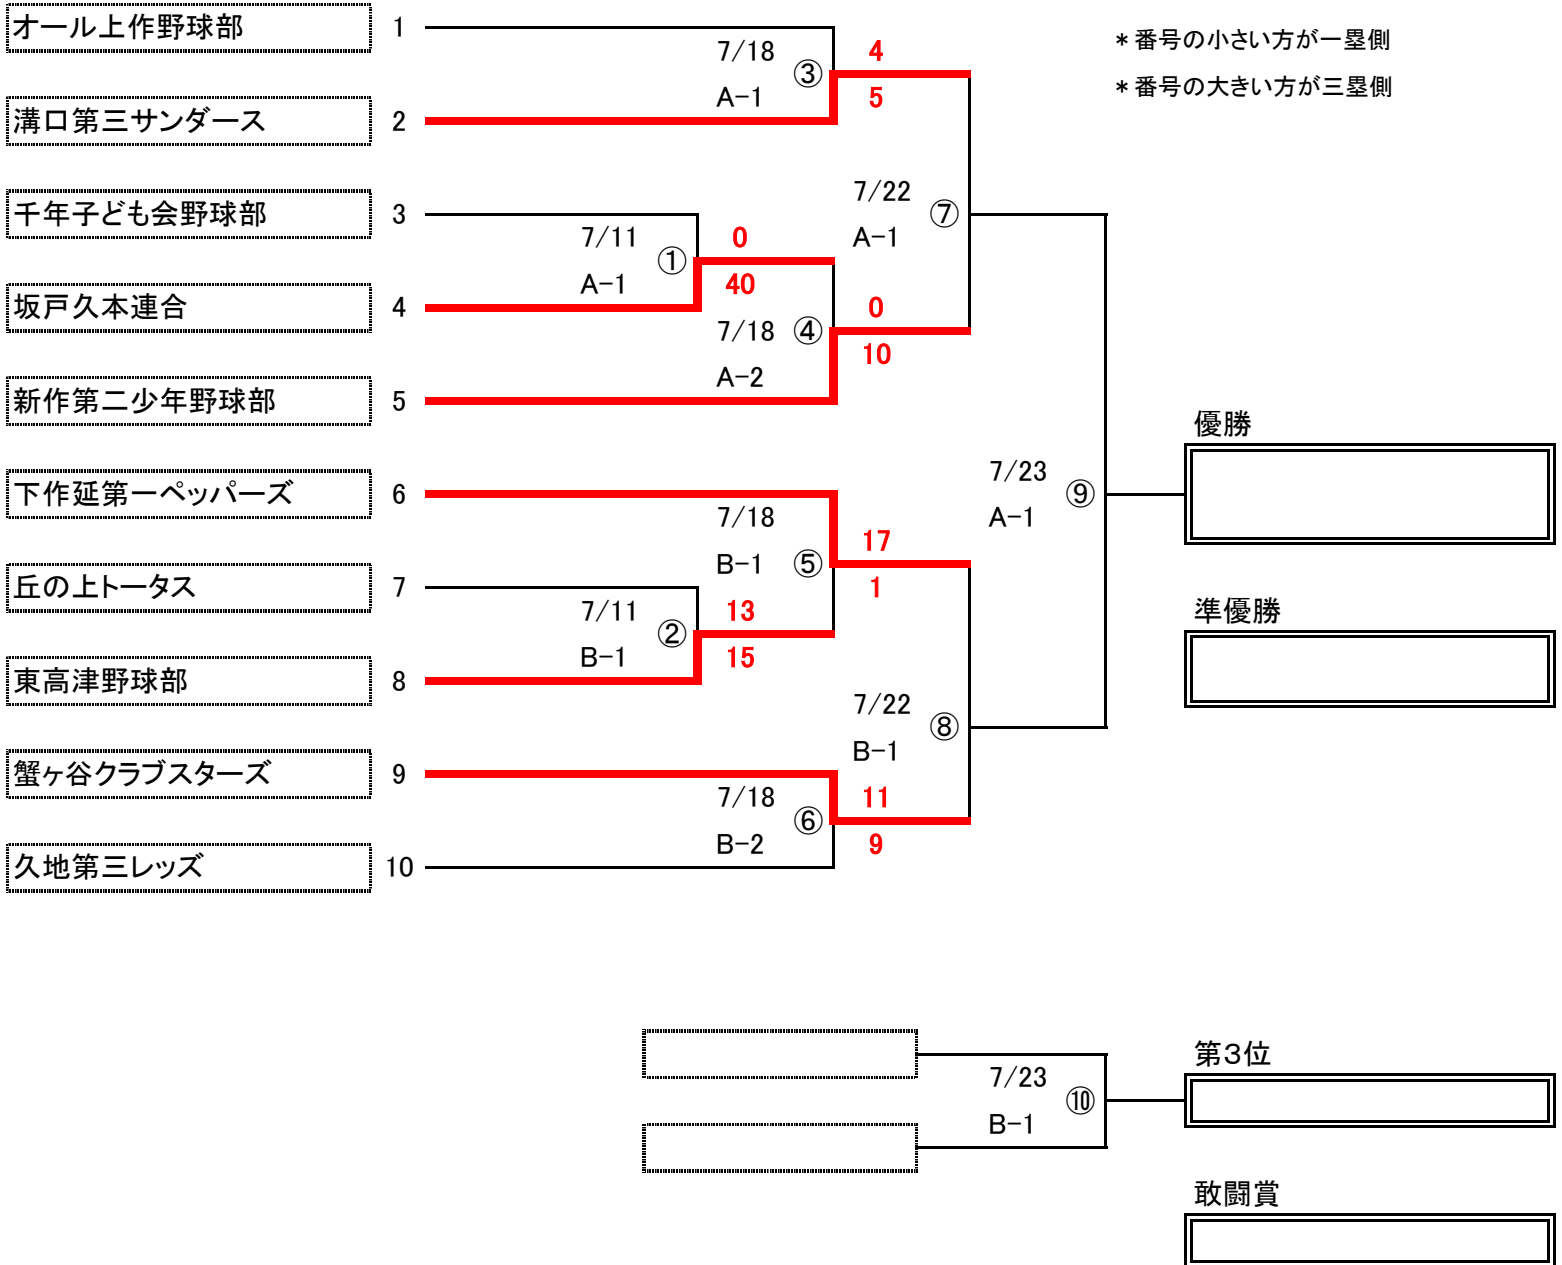 オール上作野球部 1
7/18 ③ 4
A-1 5
＊番号の小さい方が一塁側
＊番号の大きい方が三塁側
溝口第三サンダース 2
千年子ども会野球部 3
7/11 ① 0
A-1 40
7/22 ⑦
A-1
坂戸久本連合 4
7/18 ④ 0
A-2 10
新作第二少年野球部 5
優勝
7/23 ⑨
A-1
下作延第一ペッパーズ 6
7/18 17
B-1 ⑤ 1
丘の上トータス 7
7/11 ② 13
B-1 15
準優勝
東高津野球部 8
7/22 ⑧
B-1
蟹ヶ谷クラブスターズ 9
7/18 ⑥ 11
B-2 9
久地第三レッズ 10
第3位
7/23 ⑩
B-1
敢闘賞